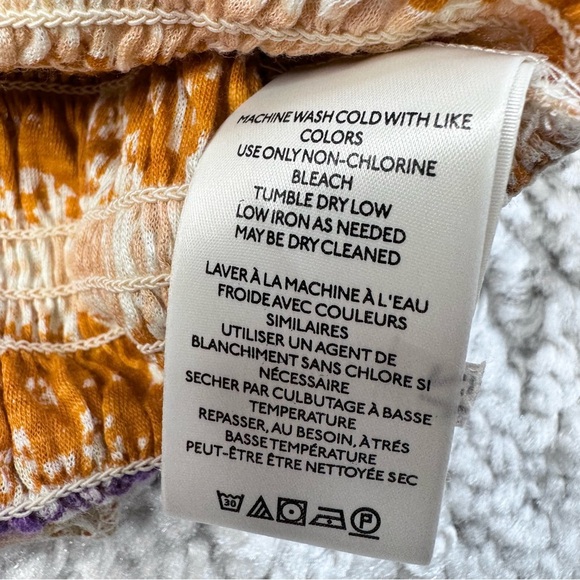 MACHINE WASH COLD WITH LIKE
COLORS
USE ONLY NON-CHLORINE
BLEACH
TUMBLE DRY LOW
LOW IRON AS NEEDED
MAY BE DRY CLEANED
LAVER À LA MACHINE À L'EAU
FROIDE AVEC COULEURS
SIMILAIRES
UTILISER UN AGENT DE
BLANCHIMENT SANS CHLORE SI
NÉCESSAIRE
SECHER PAR CULBUTAGE À BASSE
TEMPERATURE
REPASSER, AU BESOIN, À TRÉS
BASSE TEMPÉRATURE
PEUT-ÊTRE ÊTRE NETTOYÉE SEC
30 P